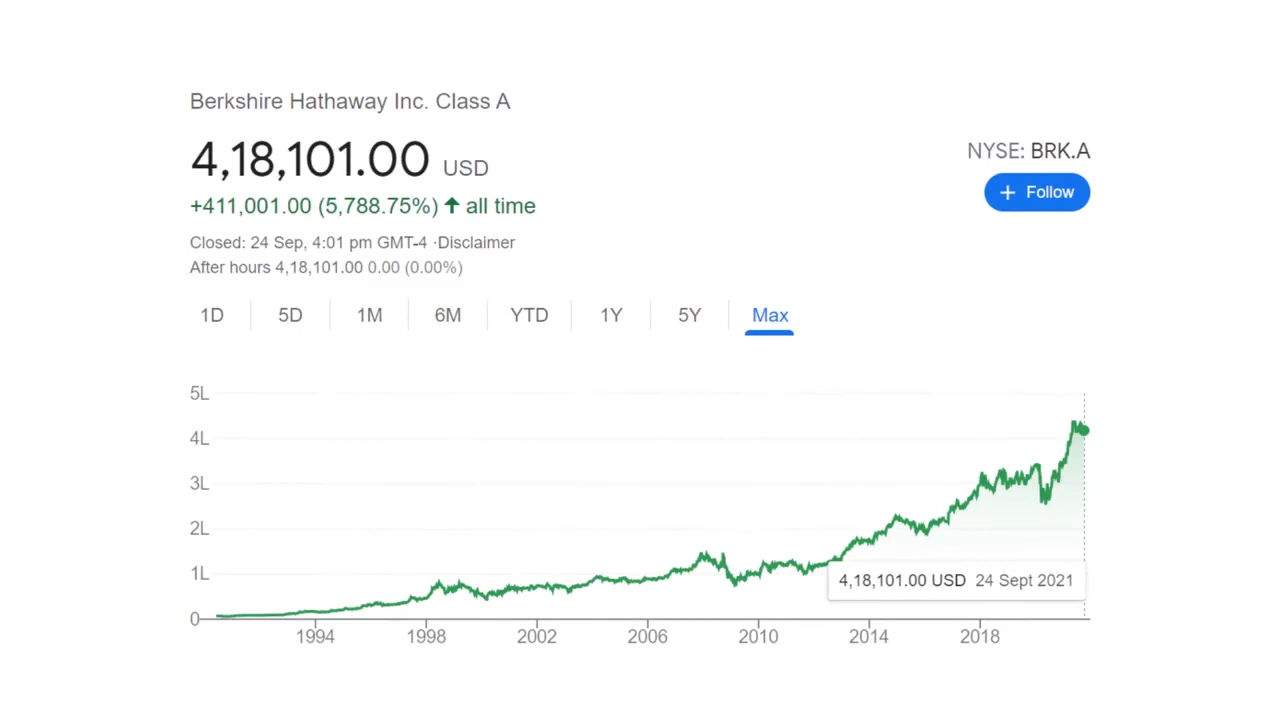 Berkshire Hathaway Inc. Class A
4,18,101.00 USD
NYSE: BRK.A
+ Follow
+411,001.00 (5,788.75%) ↑ all time
Closed: 24 Sep, 4:01 pm GMT-4 ·Disclaimer
After hours 4,18,101.00 0.00 (0.00%)
1D 5D 1M 6M YTD 1Y 5Y Max
5L
4L
3L
2L
1L
4,18,101.00 USD 24 Sept 2021
0
1994 1998 2002 2006 2010 2014 2018